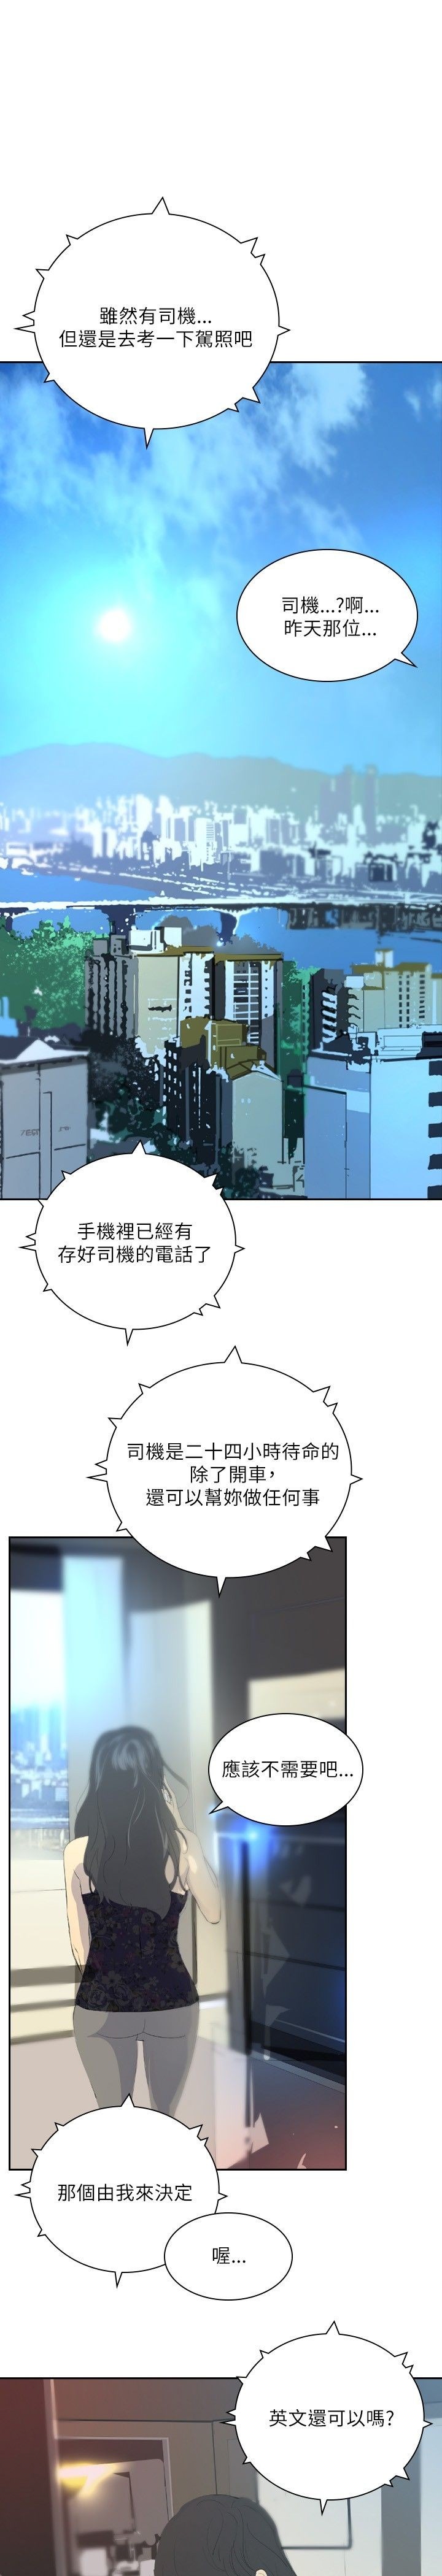 雖然有司機...
但還是去考一下駕照吧
司機...?啊...
昨天那位...
手機裡已經有
存好司機的電話了
司機是二十四小時待命的
除了開車，
還可以幫妳做任何事
應該不需要吧...
那個由我來決定
喔...
英文還可以嗎?